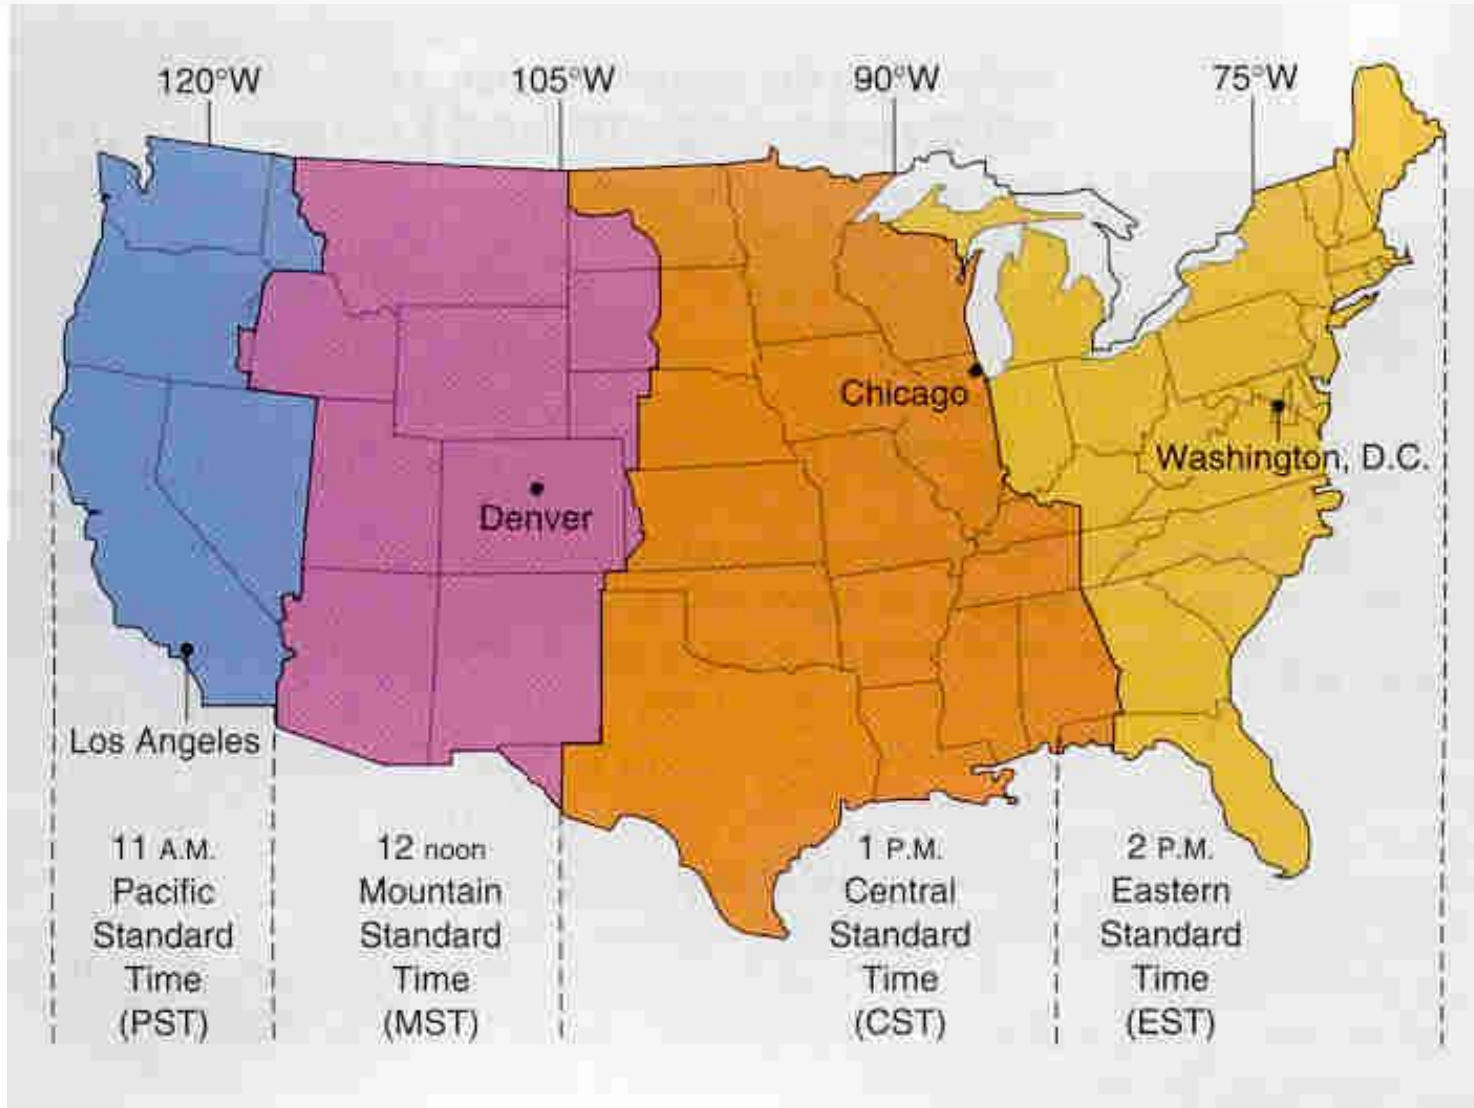 120°W 105°W 90°W 75°W
Chicago
Washington, D.C.
Denver
Los Angeles
11 A.M.
Pacific
Standard
Time
(PST)
12 noon
Mountain
Standard
Time
(MST)
1 P.M.
Central
Standard
Time
(CST)
2 P.M.
Eastern
Standard
Time
(EST)